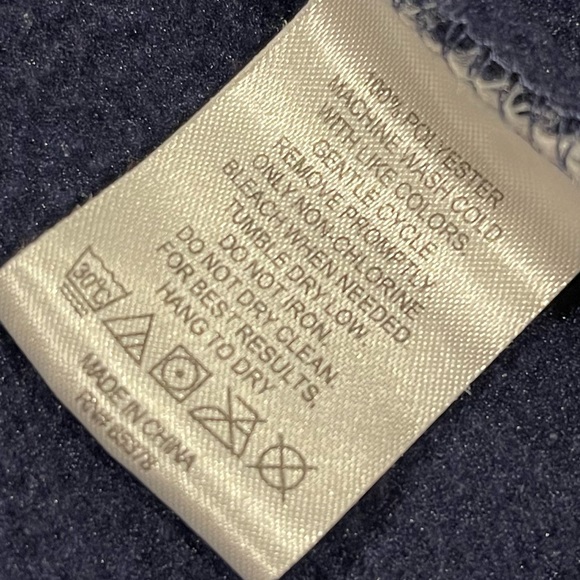 100% POLYESTER
MACHINE WASH COLD
WITH LIKE COLORS.
GENTLE CYCLE
REMOVE PROMPTLY
ONLY NON-CHLORINE
BLEACH WHEN NEEDED.
TUMBLE DRY LOW.
DO NOT IRON.
DO NOT DRY CLEAN.
FOR BEST RESULTS,
HANG TO DRY
30°C
MADE IN CHINA
RN# 65378